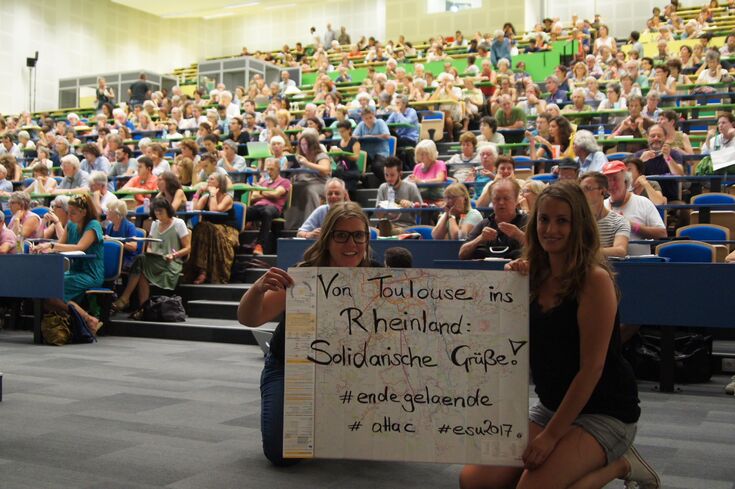 Von Toulouse ins
Rheinland:
Solidarische Grüße!
#endegelaende
#attac #esu2017